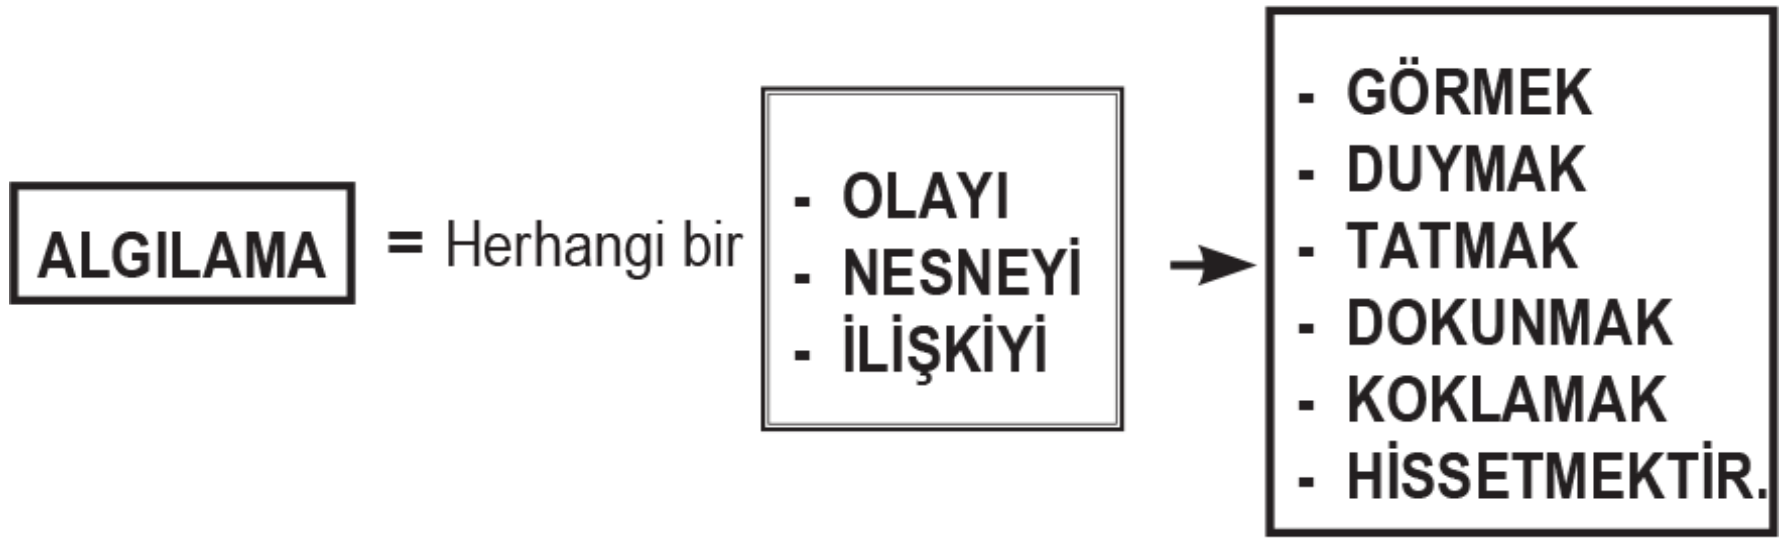 ALGILAMA
= Herhangi bir
- OLAYI
- NESNEYİ
- İLİŞKİYİ
- GÖRMEK
- DUYMAK
- TATMAK
- DOKUNMAK
- KOKLAMAK
- HİSSETMEKTİR.